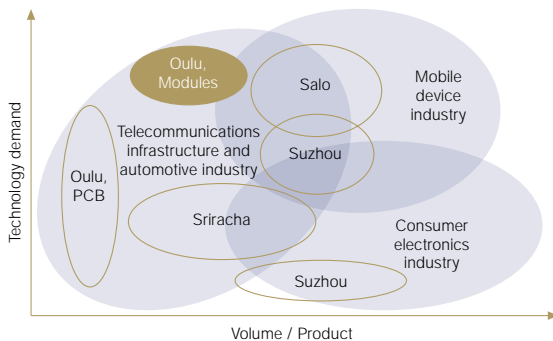 Oulu,
Modules
Salo
Mobile
device
industry
Telecommunications
infrastructure and
automotive industry
Suzhou
Oulu,
PCB
Sriracha
Consumer
electronics
industry
Suzhou
Technology demand
Volume / Product